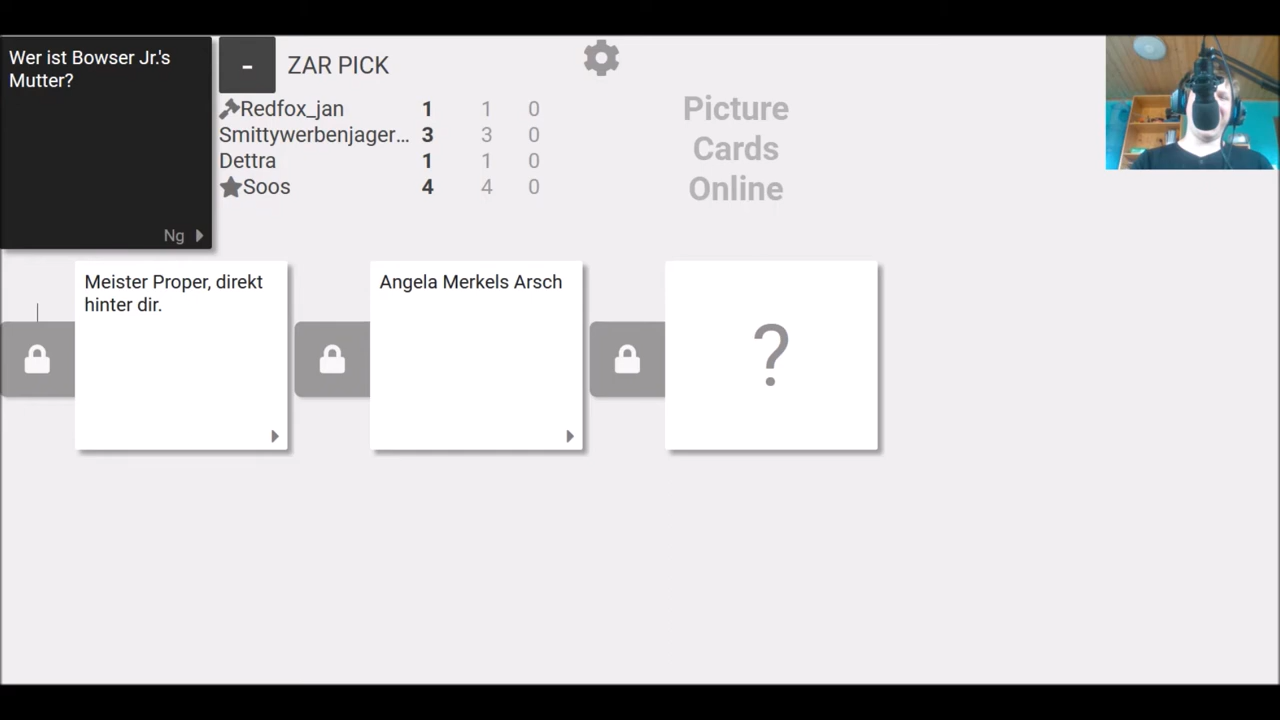 Wer ist Bowser Jr.'s
Mutter?
Ng
-
ZAR PICK
Redfox_jan 1 1 0
Smittywerbenjager... 3 3 0
Dettra 1 1 0
Soos 4 4 0
Picture
Cards
Online
Meister Proper, direkt
hinter dir.
Angela Merkels Arsch
?